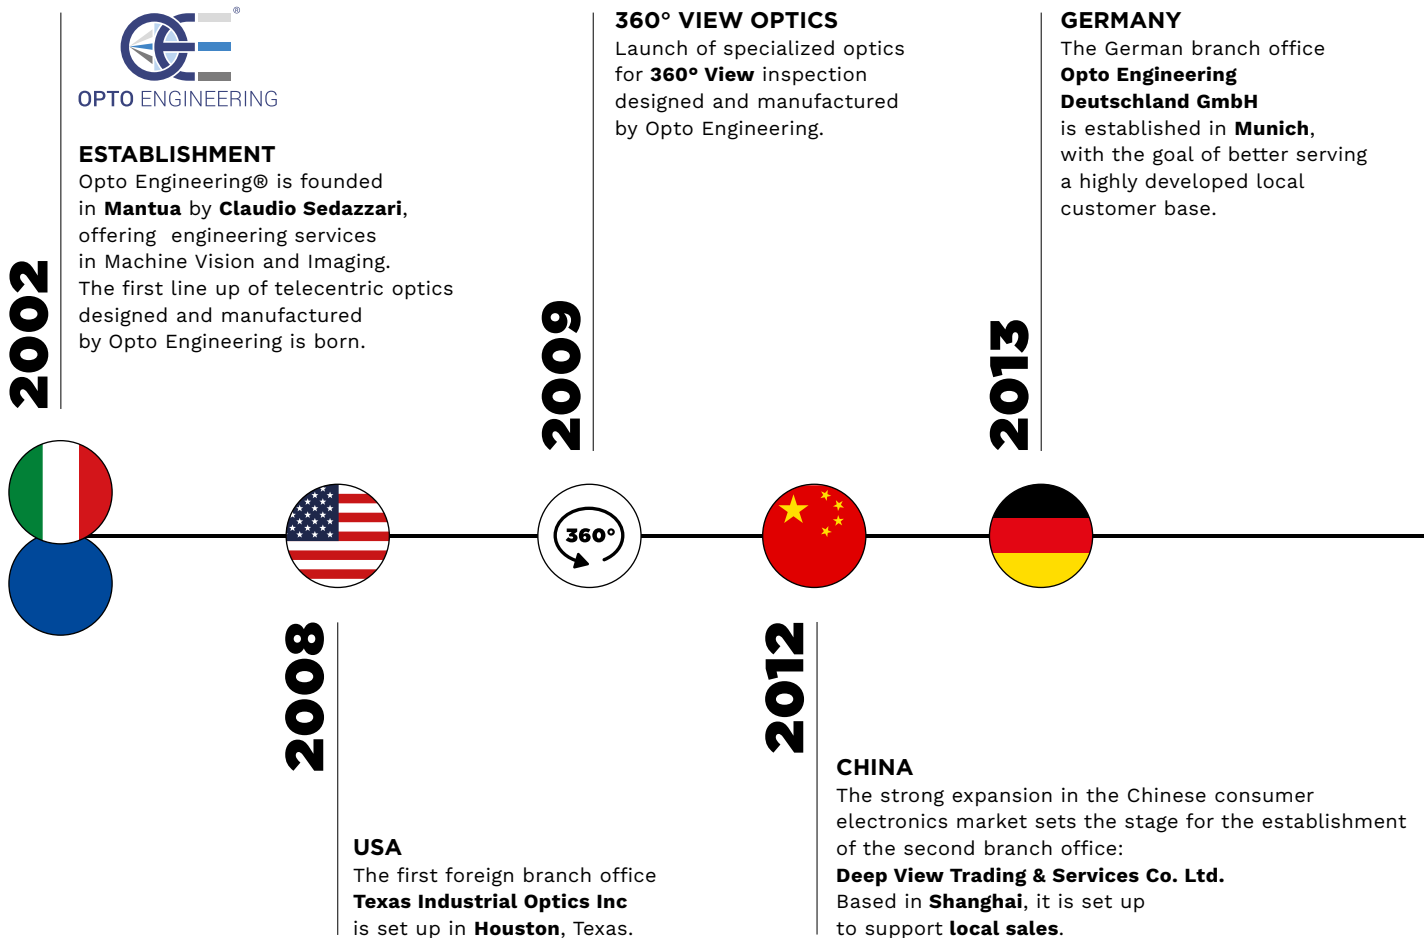 ®
OPTO ENGINEERING
ESTABLISHMENT
Opto Engineering® is founded
in Mantua by Claudio Sedazzari,
offering engineering services
in Machine Vision and Imaging.
The first line up of telecentric optics
designed and manufactured
by Opto Engineering is born.
2002
USA
The first foreign branch office
Texas Industrial Optics Inc
is set up in Houston, Texas.
2008
360° VIEW OPTICS
Launch of specialized optics
for 360° View inspection
designed and manufactured
by Opto Engineering.
2009
360°
CHINA
The strong expansion in the Chinese consumer
electronics market sets the stage for the establishment
of the second branch office:
Deep View Trading & Services Co. Ltd.
Based in Shanghai, it is set up
to support local sales.
2012
GERMANY
The German branch office
Opto Engineering
Deutschland GmbH
is established in Munich,
with the goal of better serving
a highly developed local
customer base.
2013